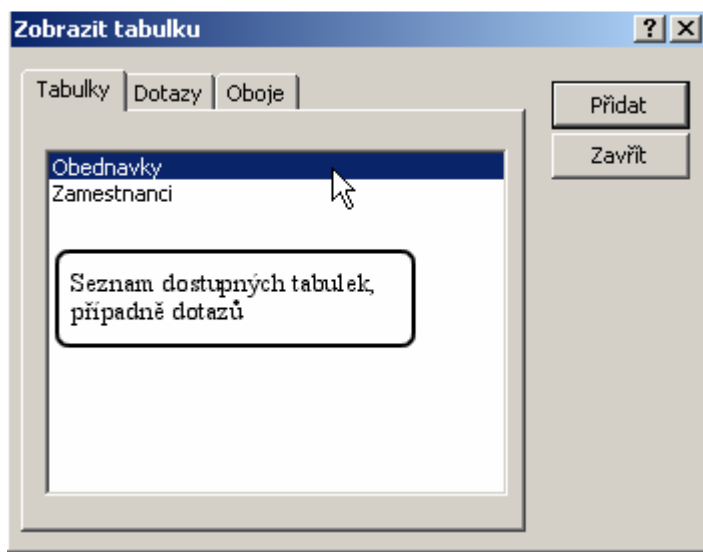 Zobrazit tabulku
Tabulky Dotazy Oboje
Přidat
Zavřít
Obednavky
Zamestnanci
Seznam dostupných tabulek,
případně dotazů